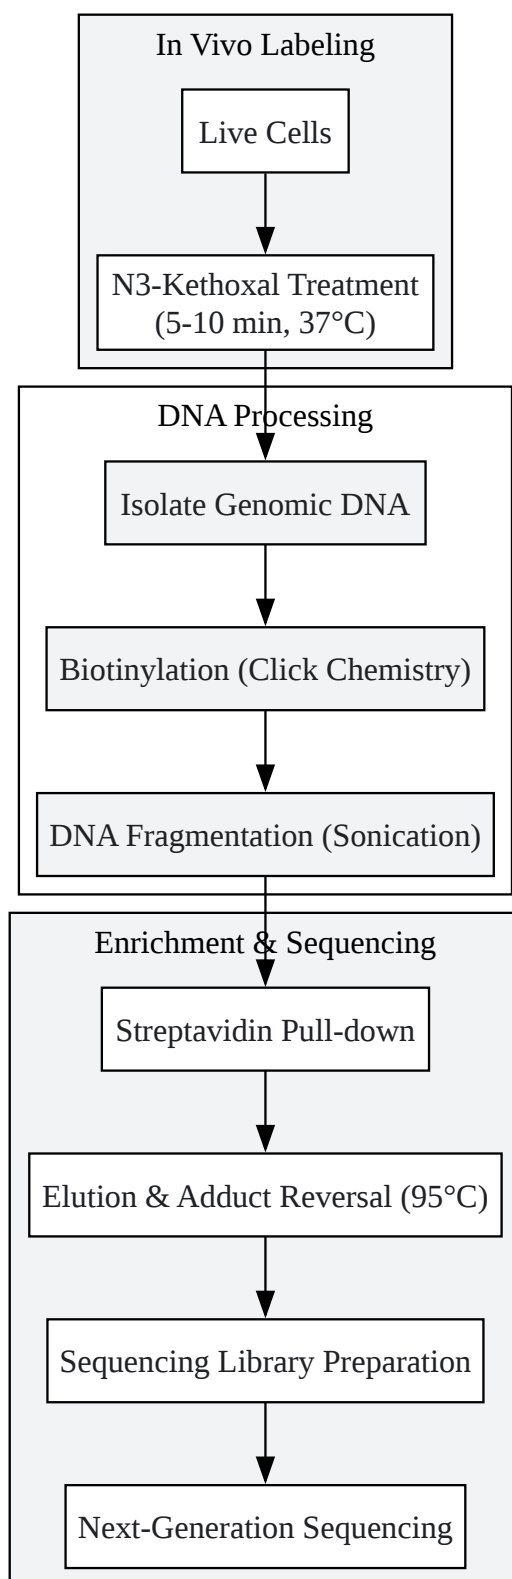 In Vivo Labeling
Live Cells
N3-Kethoxal Treatment
(5-10 min, 37°C)
DNA Processing
Isolate Genomic DNA
Biotinylation (Click Chemistry)
DNA Fragmentation (Sonication)
Enrichment & Sequencing
Streptavidin Pull-down
Elution & Adduct Reversal (95°C)
Sequencing Library Preparation
Next-Generation Sequencing